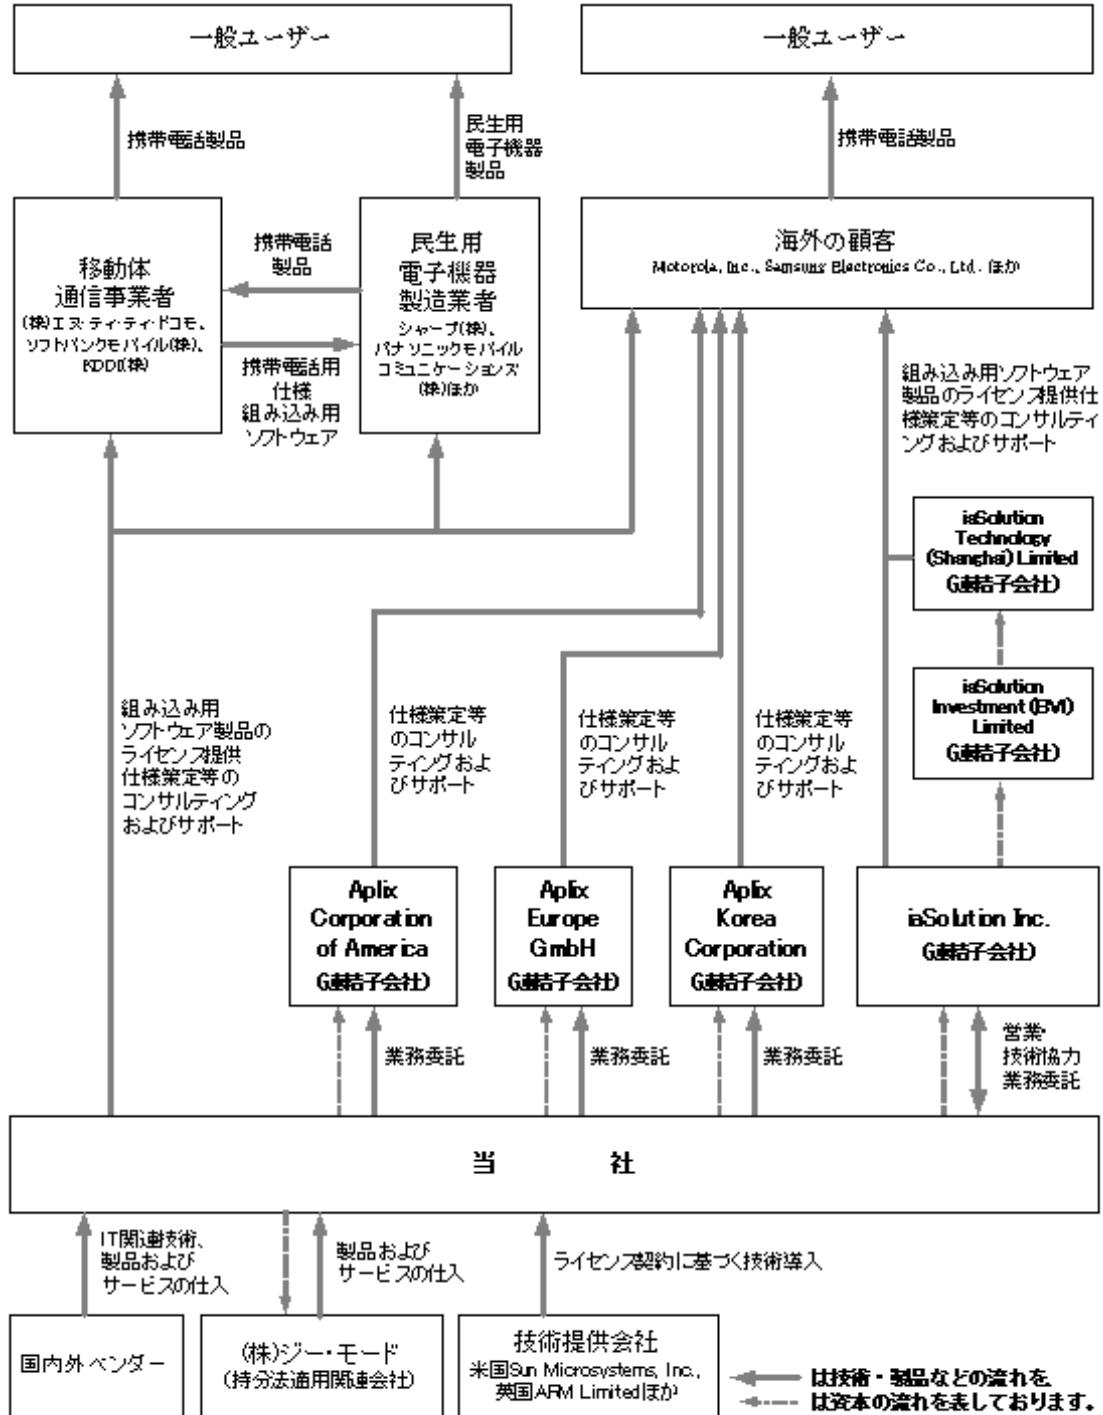 一般ユーザー
一般ユーザー
携帯電話製品
民生用
電子機器
製品
携帯電話製品
移動体
通信事業者
(株)エヌ・ティ・ティ・ドコモ、
ソフトバンクモバイル(株)、
KDDI(株)
携帯電話
製品
携帯電話用
仕様
組み込み用
ソフトウェア
民生用
電子機器
製造業者
シャープ(株)、
パナソニックモバイル
コミュニケーションズ
(株)ほか
海外の顧客
Motorola, Inc., Samsung Electronics Co., Ltd. ほか
組み込み用ソフトウェア
製品のライセンス提供仕
様策定等のコンサルティ
ングおよびサポート
iaSolution
Technology
(Shanghai) Limited
(連結子会社)
iaSolution
Investment (BVI)
Limited
(連結子会社)
組み込み用
ソフトウェア製品の
ライセンス提供
仕様策定等の
コンサルティング
およびサポート
仕様策定等
のコンサル
ティングおよ
びサポート
仕様策定等
のコンサル
ティングおよ
びサポート
仕様策定等
のコンサル
ティングおよ
びサポート
Aplix
Corporation
of America
(連結子会社)
Aplix
Europe
GmbH
(連結子会社)
Aplix
Korea
Corporation
(連結子会社)
iaSolution Inc.
(連結子会社)
業務委託
業務委託
業務委託
営業・
技術協力
業務委託
当 社
IT関連技術、
製品および
サービスの仕入
製品および
サービスの仕入
ライセンス契約に基づく技術導入
国内外ベンダー
(株)ジー・モード
(持分法適用関連会社)
技術提供会社
米国Sun Microsystems, Inc.、
英国ARM Limitedほか
は技術・製品などの流れを、
は資本の流れを表しております。